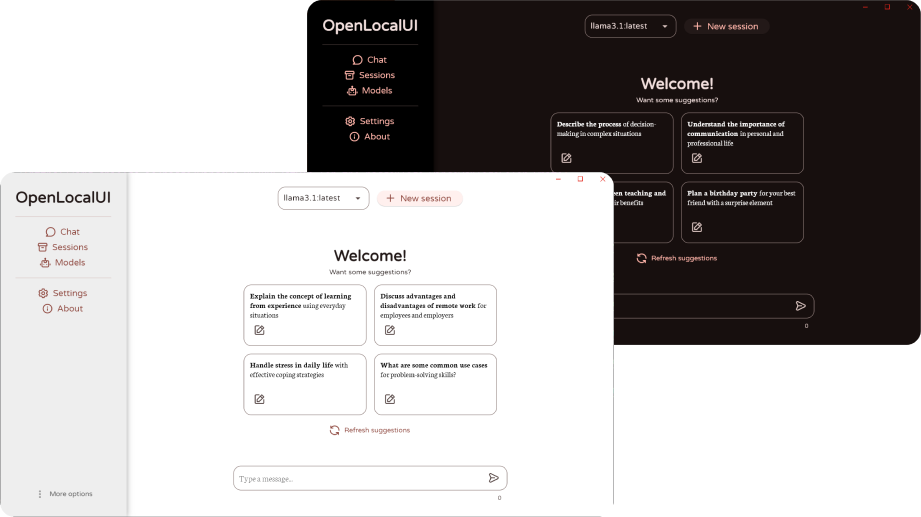 OpenLocalUI
Chat
Sessions
Models
Settings
About
llama3.1:latest
New session
Welcome!
Want some suggestions?
Describe the process of decision-
making in complex situations
Understand the importance of
communication in personal and
professional life
teaching and
benefits
Plan a birthday party for your best
friend with a surprise element
Refresh suggestions
0
OpenLocalUI
Chat
Sessions
Models
Settings
About
More options
llama3.1:latest
New session
Welcome!
Want some suggestions?
Explain the concept of learning
from experience using everyday
situations
Discuss advantages and
disadvantages of remote work for
employees and employers
Handle stress in daily life with
effective coping strategies
What are some common use cases
for problem-solving skills?
Refresh suggestions
Type a message...
0